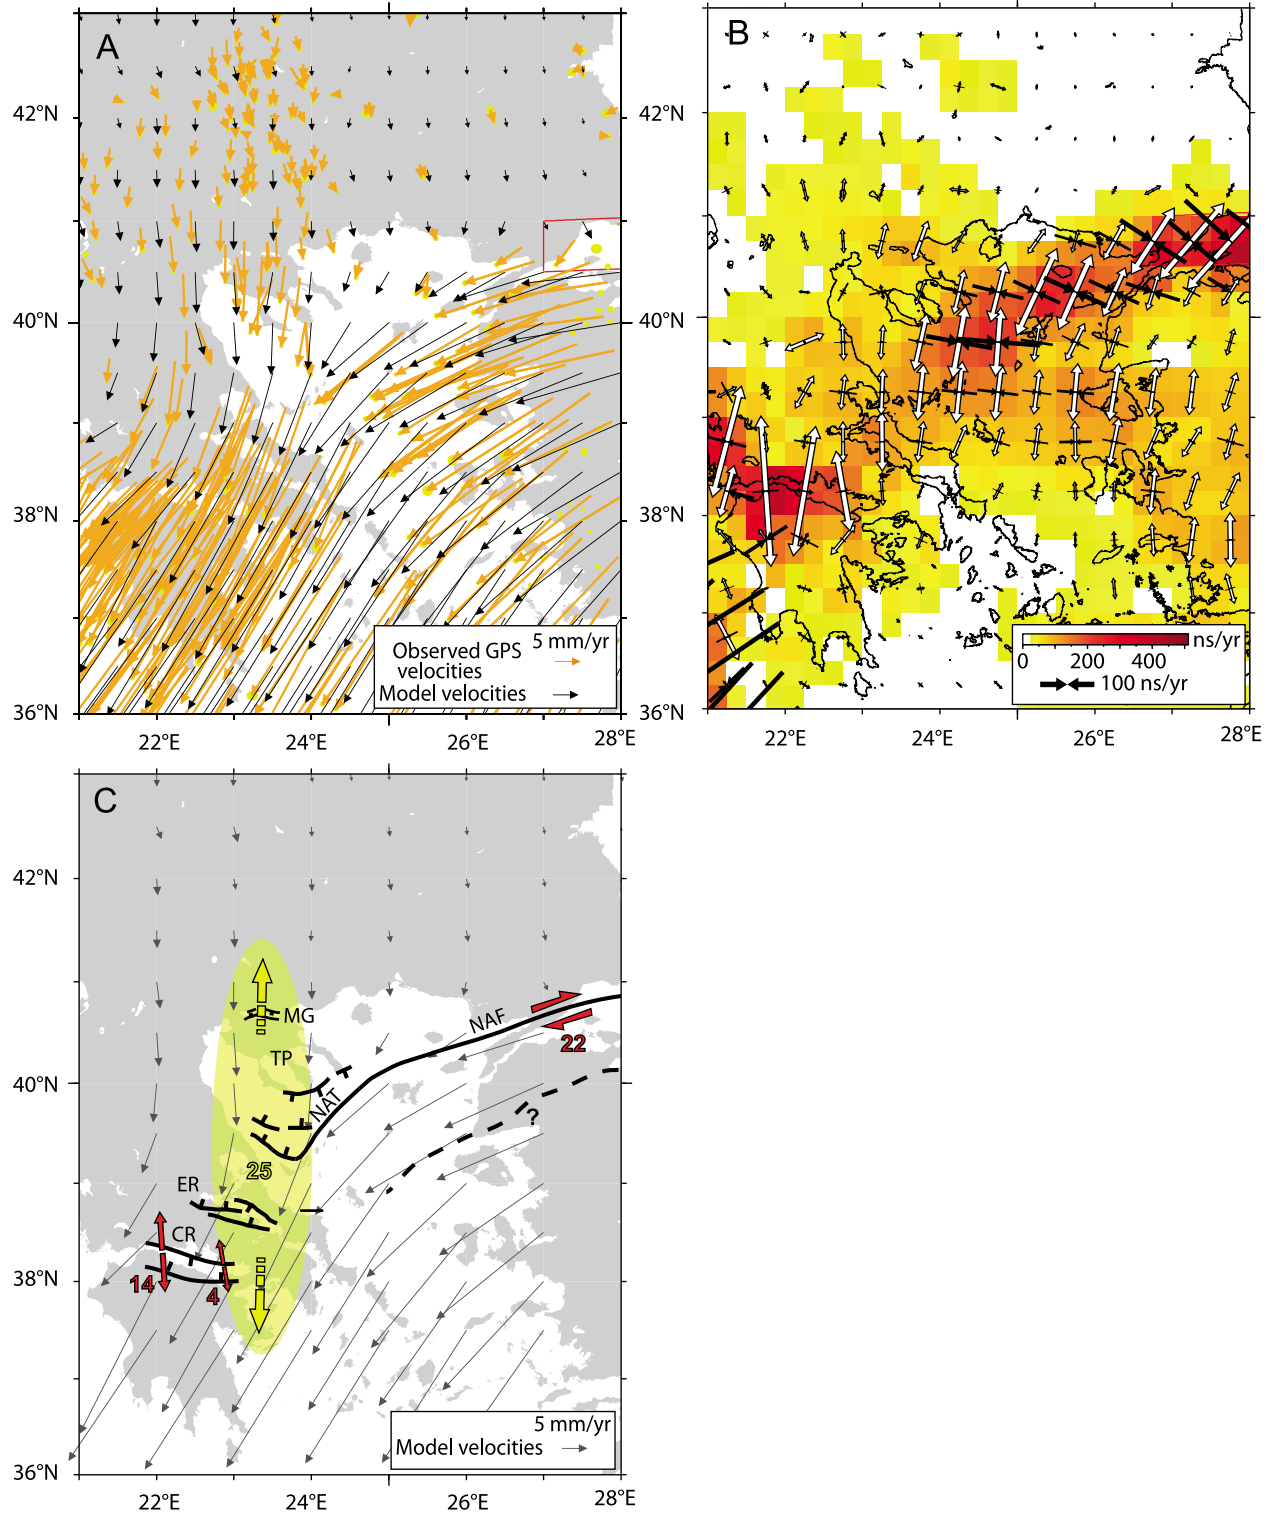 A
42°N
40°N
38°N
36°N
22°E
24°E
26°E
28°E
Observed GPS
velocities
5 mm/yr
Model velocities
B
42°N
40°N
38°N
36°N
22°E
24°E
26°E
28°E
ns/yr
0
200
400
100 ns/yr
C
42°N
40°N
38°N
36°N
22°E
24°E
26°E
28°E
MG
TP
NAF
22
NAT
?
25
ER
CR
14
4
5 mm/yr
Model velocities